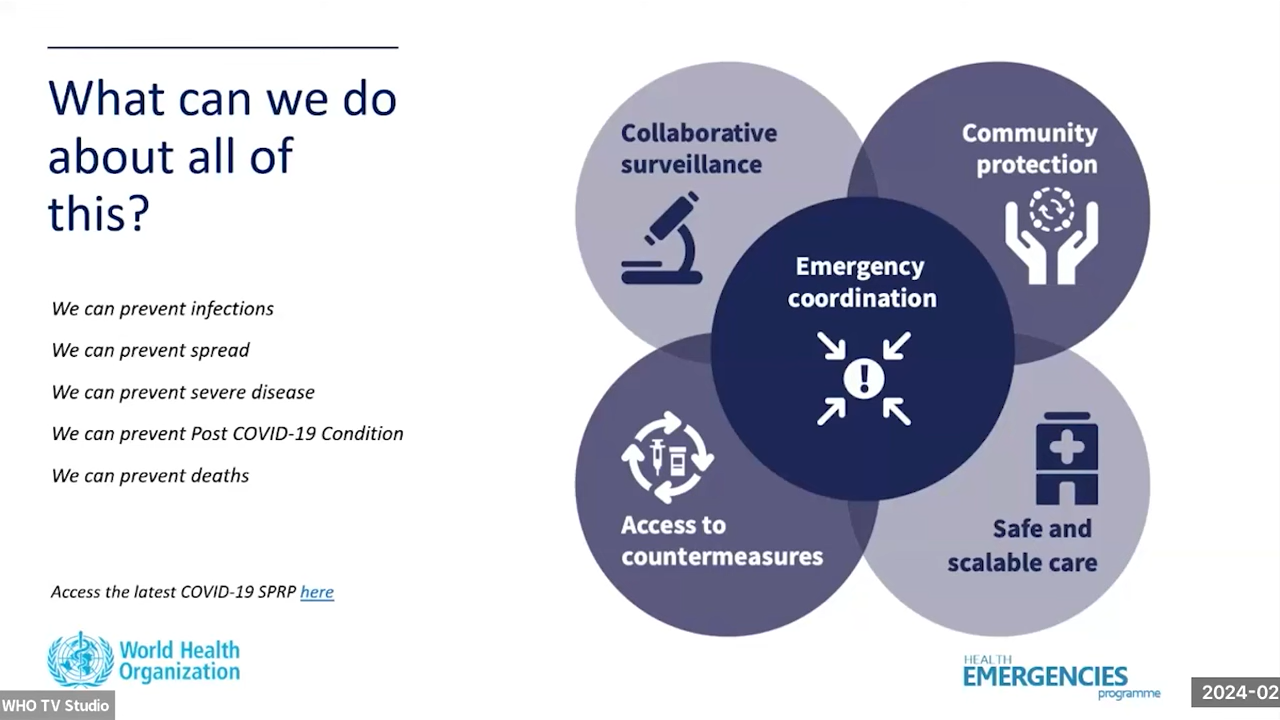 What can we do
about all of
this?
We can prevent infections
We can prevent spread
We can prevent severe disease
We can prevent Post COVID-19 Condition
We can prevent deaths
Access the latest COVID-19 SPRP here
World Health
Organization
WHO TV Studio
Collaborative
surveillance
Community
protection
Emergency
coordination
!
Access to
countermeasures
Safe and
scalable care
HEALTH
EMERGENCIES
programme
2024-02